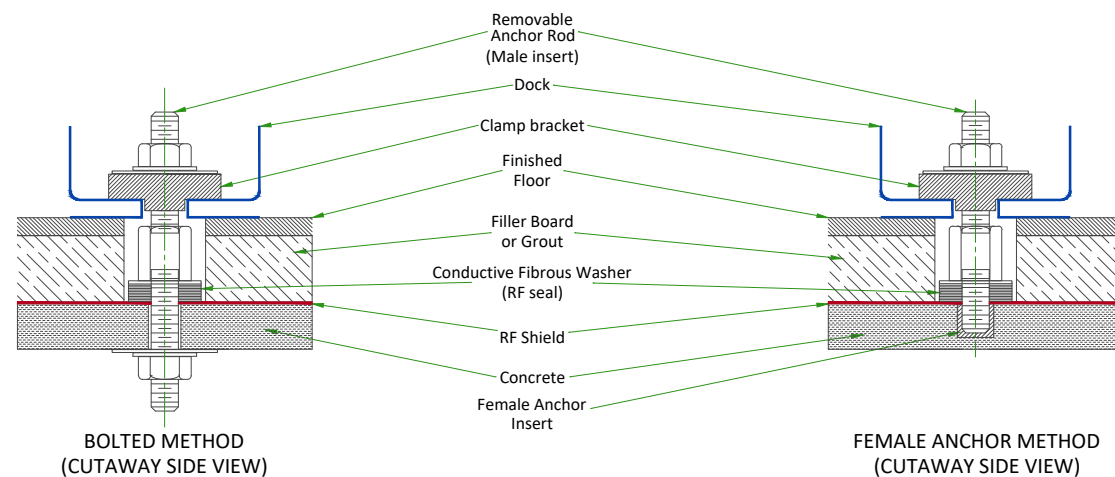 Removable
Anchor Rod
(Male insert)
Dock
Clamp bracket
Finished
Floor
Filler Board
or Grout
Conductive Fibrous Washer
(RF seal)
RF Shield
Concrete
Female Anchor
Insert
BOLTED METHOD
(CUTAWAY SIDE VIEW)
FEMALE ANCHOR METHOD
(CUTAWAY SIDE VIEW)